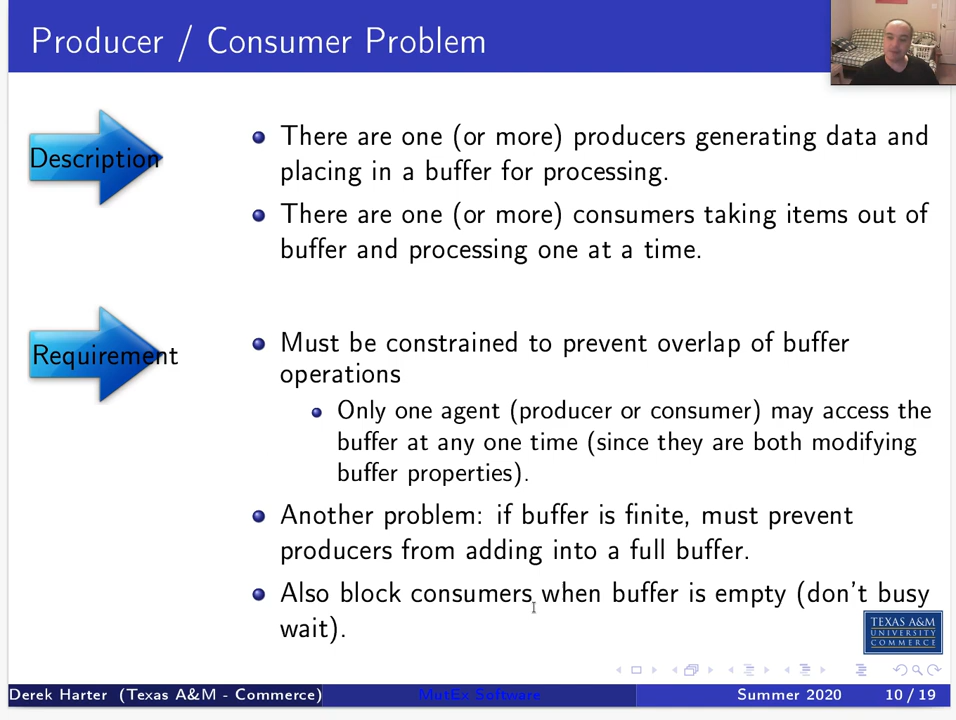 Producer / Consumer Problem
Description
There are one (or more) producers generating data and
placing in a buffer for processing.
There are one (or more) consumers taking items out of
buffer and processing one at a time.
Requirement
Must be constrained to prevent overlap of buffer
operations
Only one agent (producer or consumer) may access the
buffer at any one time (since they are both modifying
buffer properties).
Another problem: if buffer is finite, must prevent
producers from adding into a full buffer.
Also block consumers when buffer is empty (don't busy
wait).
TEXAS A&M
UNIVERSITY
COMMERCE
Derek Harter (Texas A&M - Commerce)
MutEx Software
Summer 2020
10 / 19